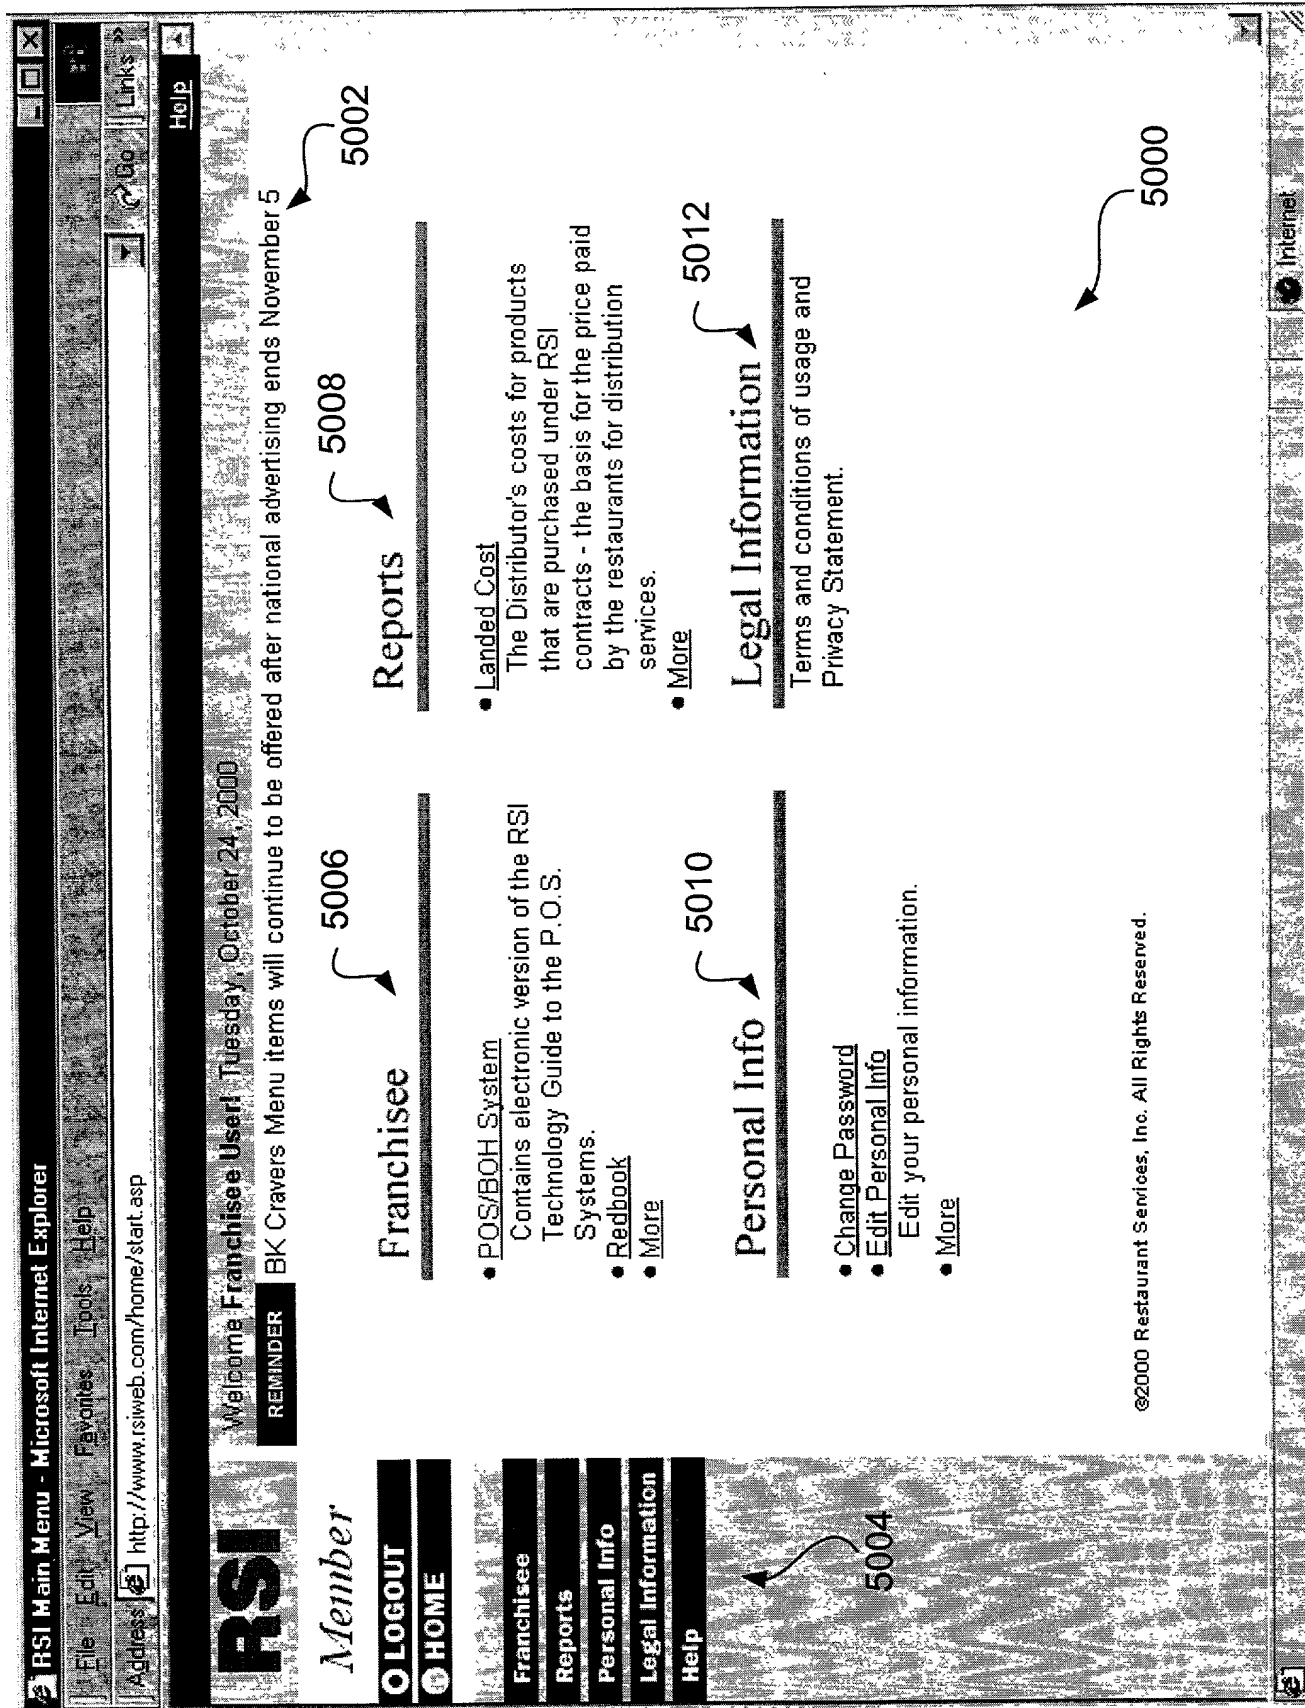 RSI Main Menu - Microsoft Internet Explorer
File Edit View Favorites Tools Help
Address http://www.rsiweb.com/home/start.asp Go Links »
Help
RSI
Welcome Franchisee User! Tuesday, October 24, 2000
REMINDER BK Cravers Menu items will continue to be offered after national advertising ends November 5
5002
Member
LOGOUT
HOME
Franchisee
Reports
Personal Info
Legal Information
Help
5004
Franchisee
5006
• POS/BOH System
Contains electronic version of the RSI
Technology Guide to the P.O.S.
Systems.
• Redbook
• More
Reports
5008
• Landed Cost
The Distributor's costs for products
that are purchased under RSI
contracts - the basis for the price paid
by the restaurants for distribution
services.
• More
Personal Info
5010
• Change Password
• Edit Personal Info
Edit your personal information.
• More
Legal Information
5012
Terms and conditions of usage and
Privacy Statement.
5000
©2000 Restaurant Services, Inc. All Rights Reserved.
Internet